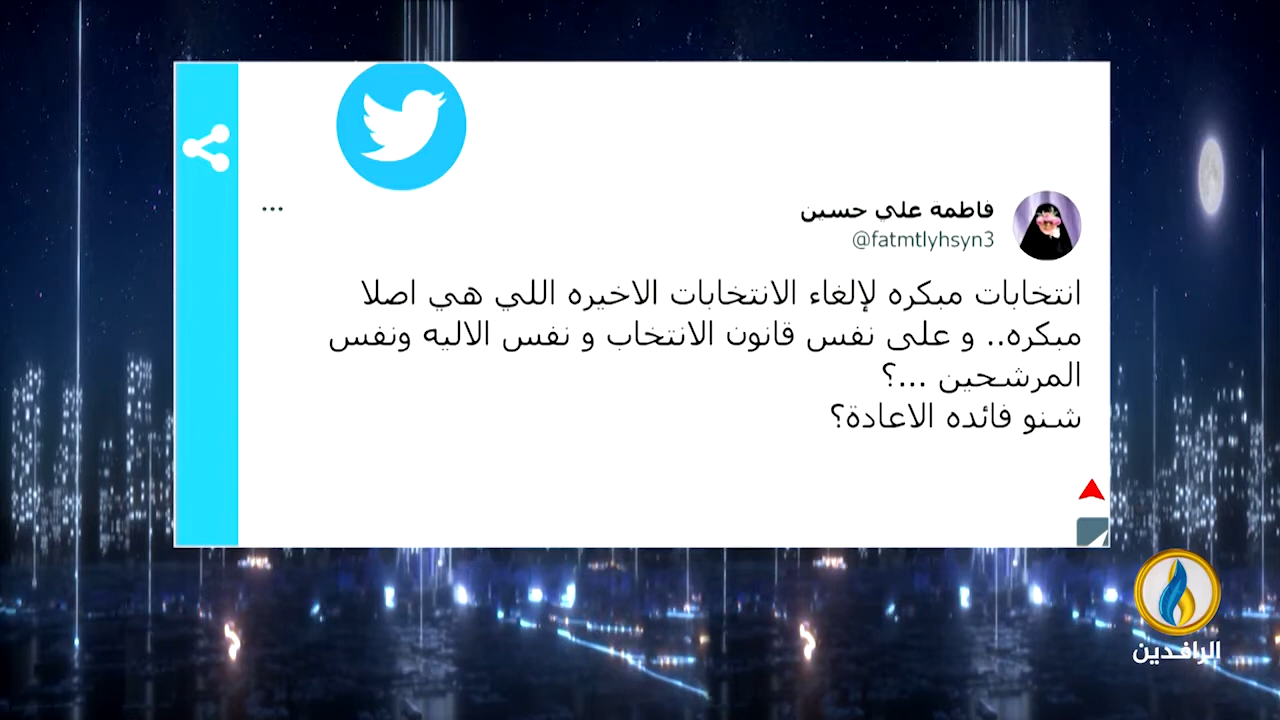 فاطمة علي حسين
@fatmtlyhsyn3
انتخابات مبكره لإلغاء الانتخابات الاخيره اللي هي اصلا
مبكره.. و على نفس قانون الانتخاب و نفس الاليه ونفس
المرشحين ...؟
شنو فائده الاعادة؟
الرافدين